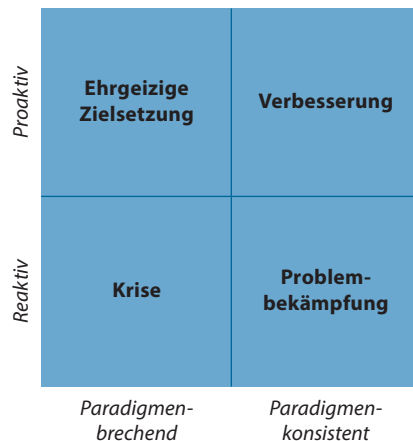 Proaktiv
Ehrgeizige
Zielsetzung
Verbesserung
Reaktiv
Krise
Problem-
bekämpfung
Paradigmen-
brechend
Paradigmen-
konsistent